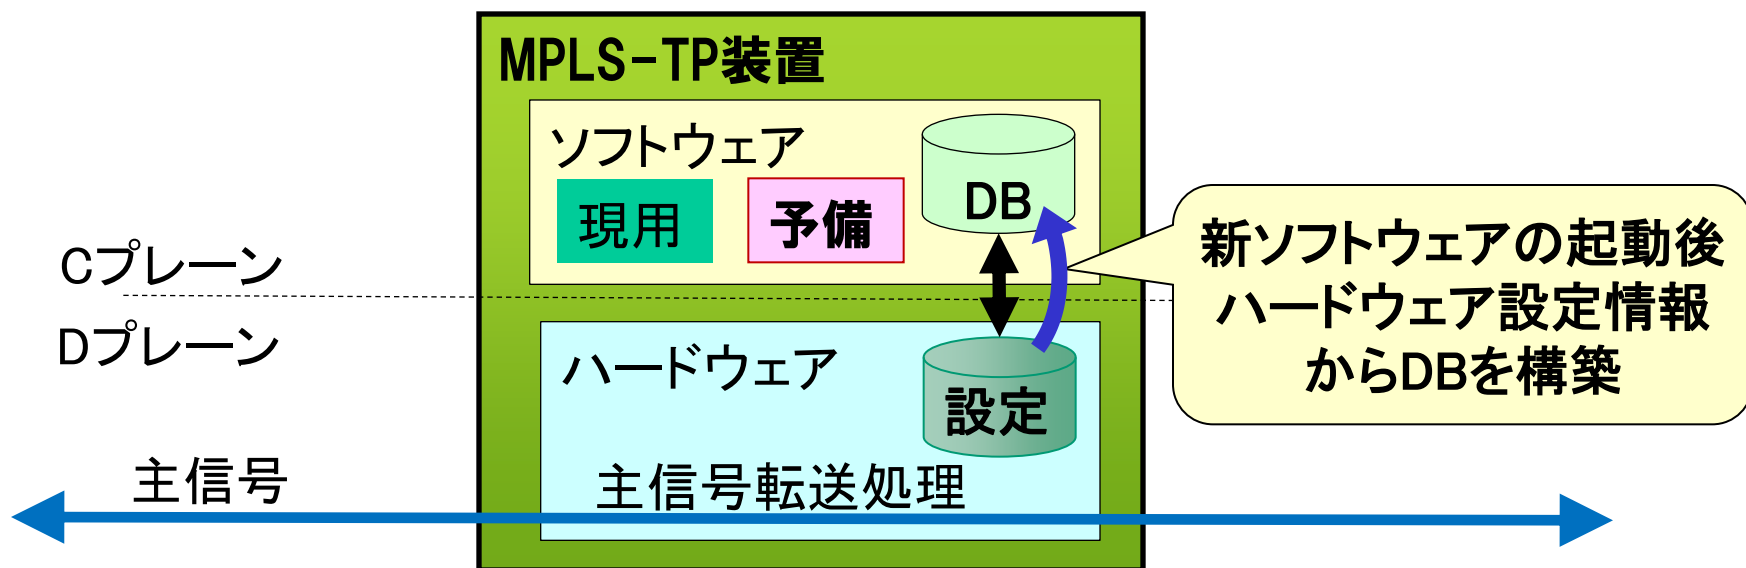 MPLS-TP装置
ソフトウェア
DB
現用
予備
Cプレーン
Dプレーン
新ソフトウェアの起動後
ハードウェア設定情報
からDBを構築
ハードウェア
設定
主信号
主信号転送処理